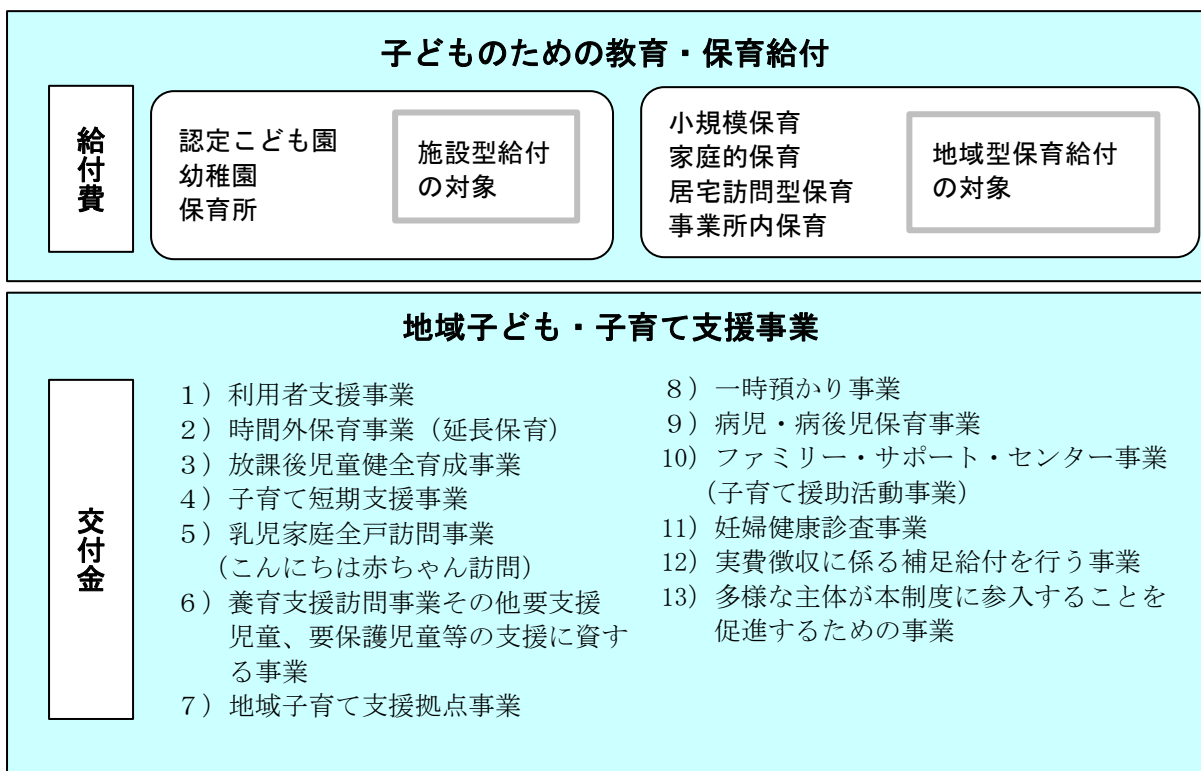 子どものための教育・保育給付
給付費
認定こども園
幼稚園
保育所
施設型給付
の対象
小規模保育
家庭的保育
居宅訪問型保育
事業所内保育
地域型保育給付
の対象
地域子ども・子育て支援事業
交付金
１）利用者支援事業
２）時間外保育事業（延長保育）
３）放課後児童健全育成事業
４）子育て短期支援事業
５）乳児家庭全戸訪問事業
（こんにちは赤ちゃん訪問）
６）養育支援訪問事業その他要支援
児童、要保護児童等の支援に資す
る事業
７）地域子育て支援拠点事業
８）一時預かり事業
９）病児・病後児保育事業
10）ファミリー・サポート・センター事業
（子育て援助活動事業）
11）妊婦健康診査事業
12）実費徴収に係る補足給付を行う事業
13）多様な主体が本制度に参入することを
促進するための事業